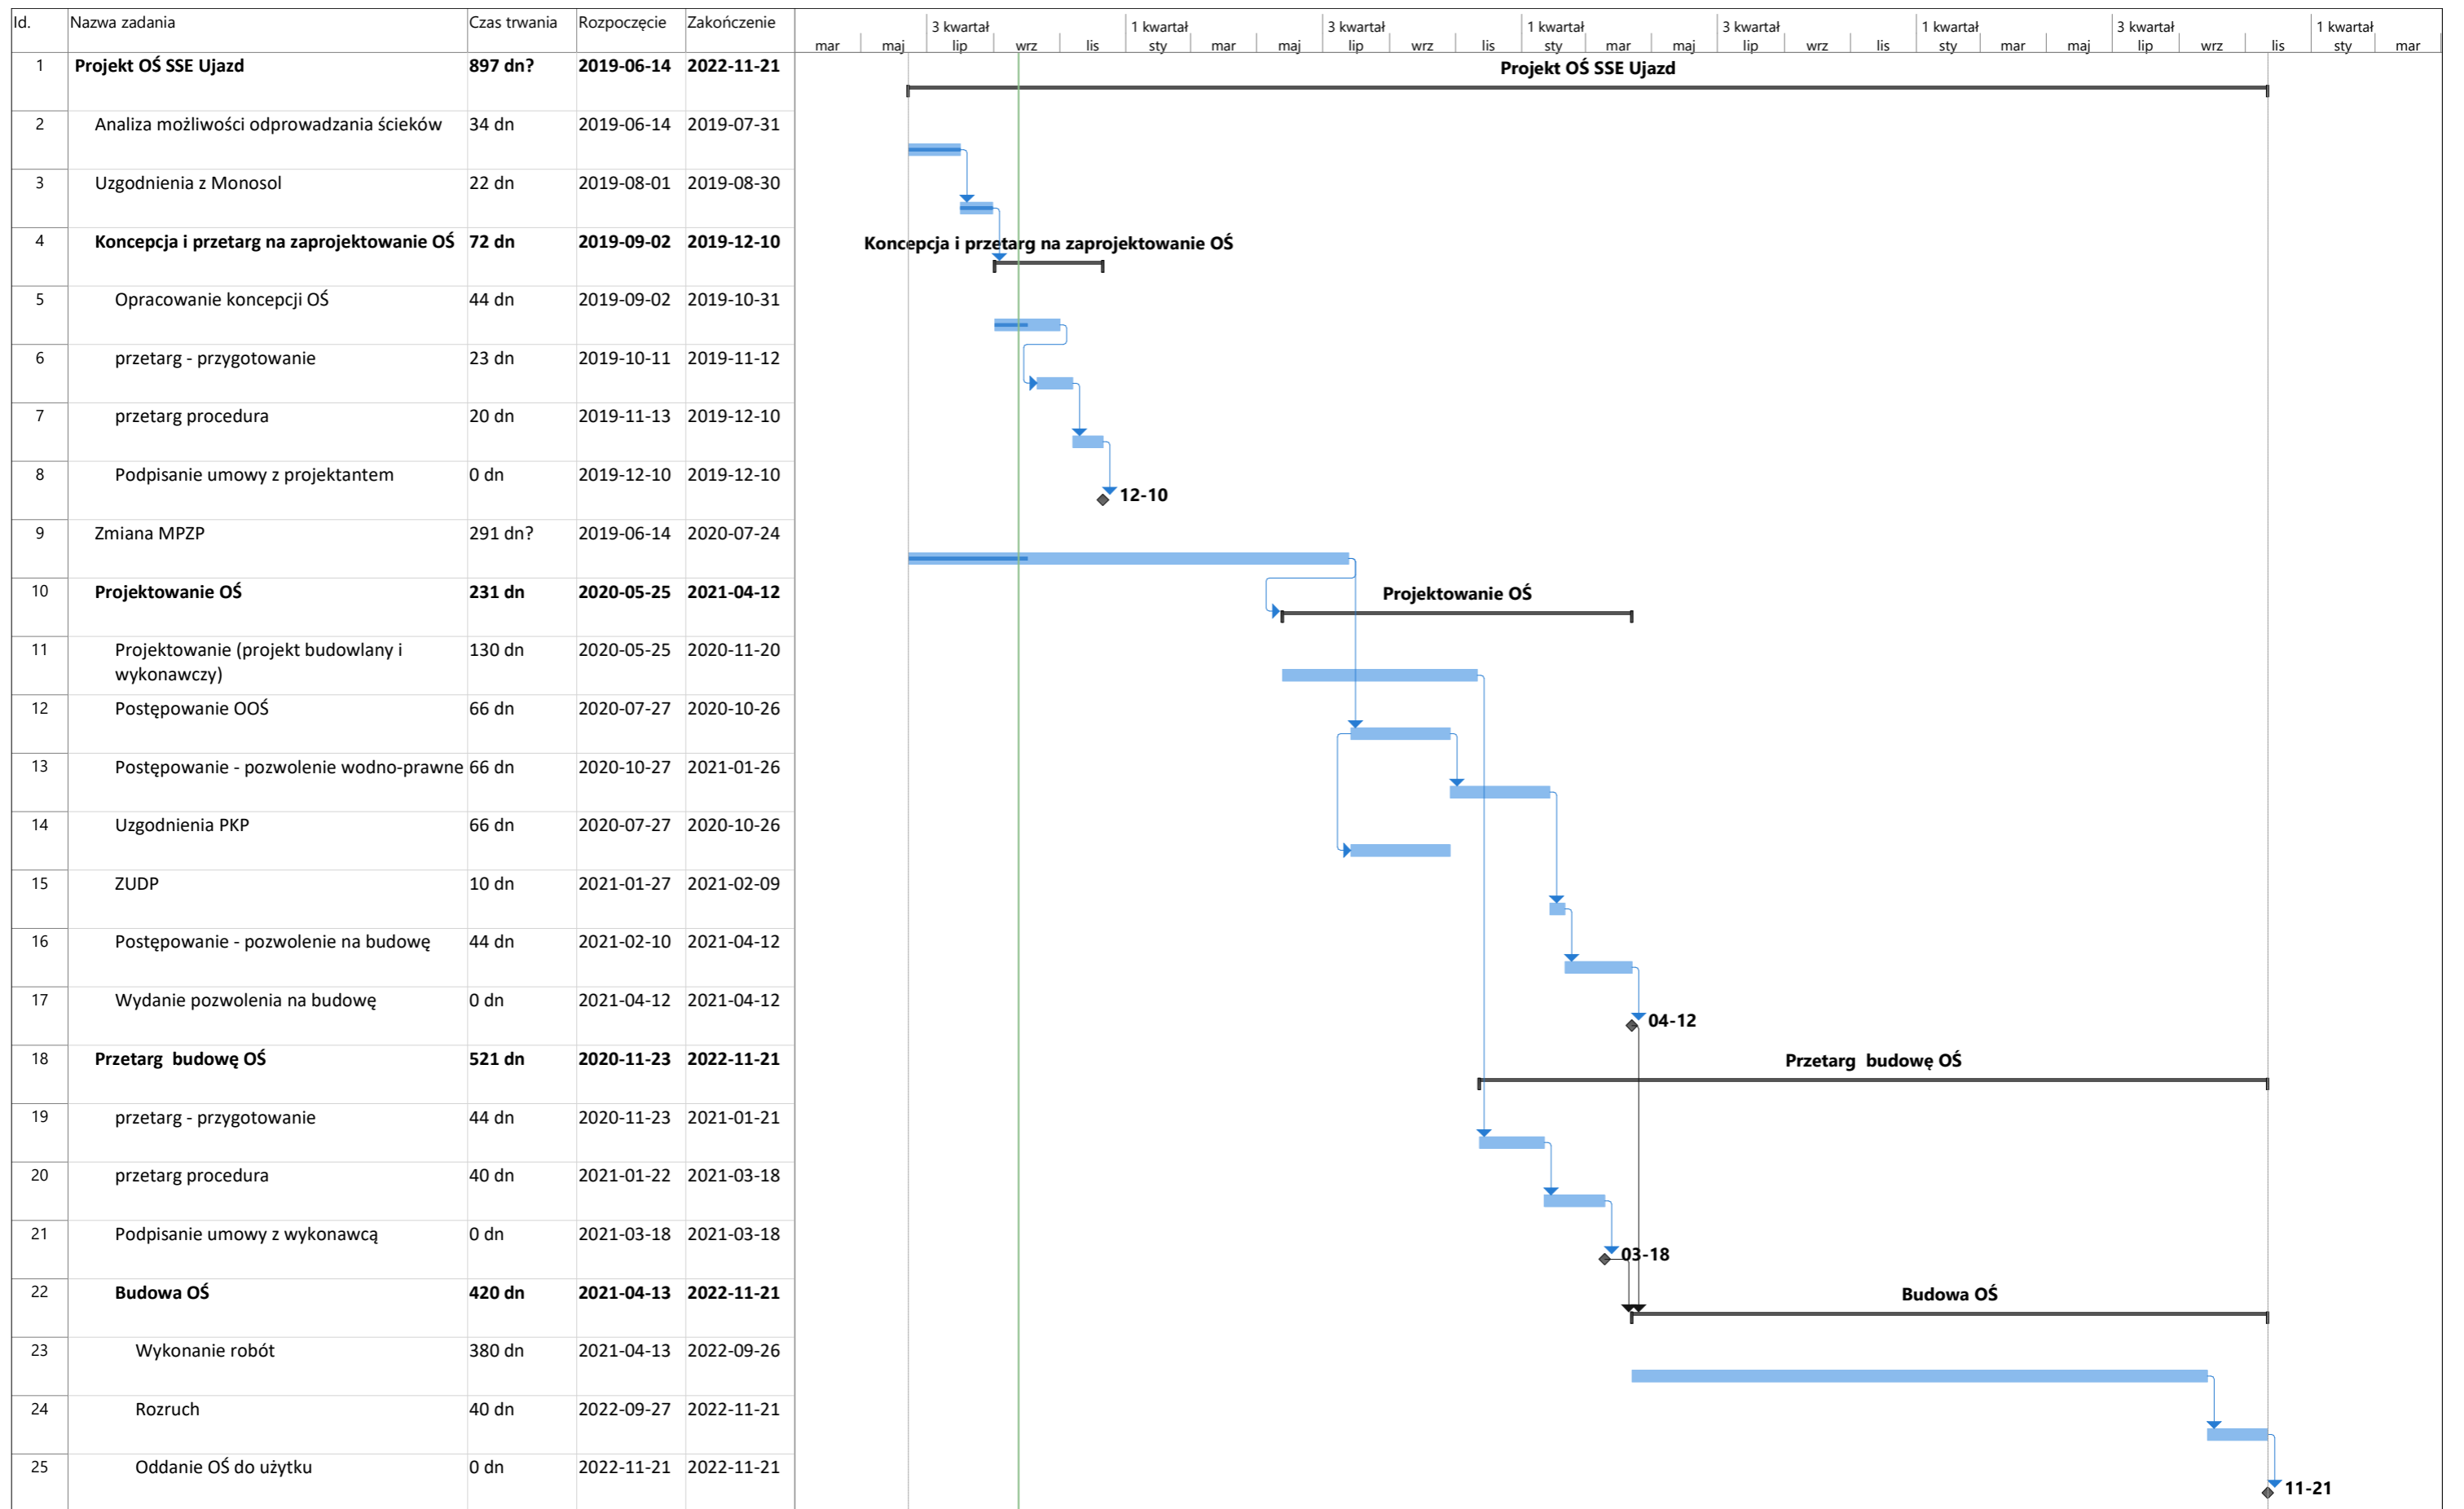 Id. Nazwa zadania Czas trwania Rozpoczęcie Zakończenie
3 kwartał 1 kwartał 3 kwartał 1 kwartał 3 kwartał 1 kwartał 3 kwartał 1 kwartał
mar maj lip wrz lis sty mar maj lip wrz lis sty mar maj lip wrz lis sty mar maj lip wrz lis sty mar
1 Projekt OŚ SSE Ujazd 897 dn? 2019-06-14 2022-11-21 Projekt OŚ SSE Ujazd
2 Analiza możliwości odprowadzania ścieków 34 dn 2019-06-14 2019-07-31
3 Uzgodnienia z Monosol 22 dn 2019-08-01 2019-08-30
4 Koncepcja i przetarg na zaprojektowanie OŚ 72 dn 2019-09-02 2019-12-10 Koncepcja i przetarg na zaprojektowanie OŚ
5 Opracowanie koncepcji OŚ 44 dn 2019-09-02 2019-10-31
6 przetarg - przygotowanie 23 dn 2019-10-11 2019-11-12
7 przetarg procedura 20 dn 2019-11-13 2019-12-10
8 Podpisanie umowy z projektantem 0 dn 2019-12-10 2019-12-10
12-10
9 Zmiana MPZP 291 dn? 2019-06-14 2020-07-24
10 Projektowanie OŚ 231 dn 2020-05-25 2021-04-12 Projektowanie OŚ
11 Projektowanie (projekt budowlany i 130 dn 2020-05-25 2020-11-20
wykonawczy)
12 Postępowanie OOŚ 66 dn 2020-07-27 2020-10-26
13 Postępowanie - pozwolenie wodno-prawne 66 dn 2020-10-27 2021-01-26
14 Uzgodnienia PKP 66 dn 2020-07-27 2020-10-26
15 ZUDP 10 dn 2021-01-27 2021-02-09
16 Postępowanie - pozwolenie na budowę 44 dn 2021-02-10 2021-04-12
17 Wydanie pozwolenia na budowę 0 dn 2021-04-12 2021-04-12
04-12
18 Przetarg budowę OŚ 521 dn 2020-11-23 2022-11-21 Przetarg budowę OŚ
19 przetarg - przygotowanie 44 dn 2020-11-23 2021-01-21
20 przetarg procedura 40 dn 2021-01-22 2021-03-18
21 Podpisanie umowy z wykonawcą 0 dn 2021-03-18 2021-03-18
03-18
22 Budowa OŚ 420 dn 2021-04-13 2022-11-21 Budowa OŚ
23 Wykonanie robót 380 dn 2021-04-13 2022-09-26
24 Rozruch 40 dn 2022-09-27 2022-11-21
25 Oddanie OŚ do użytku 0 dn 2022-11-21 2022-11-21
11-21